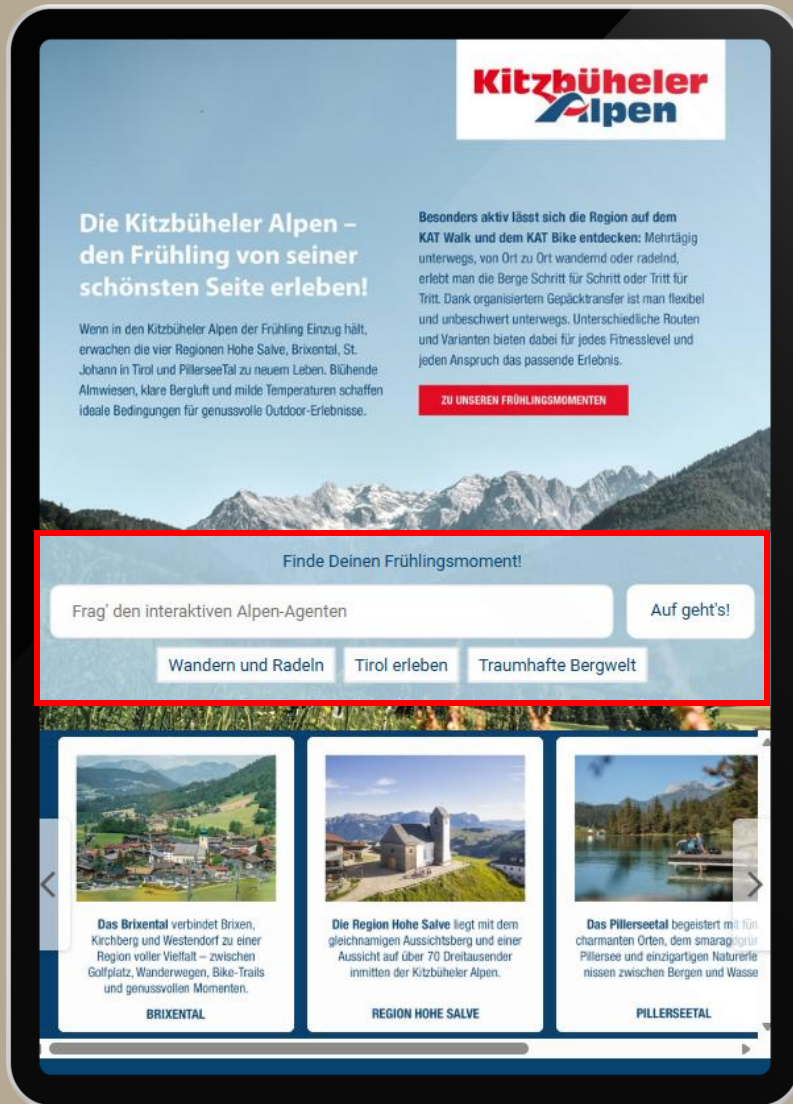 Kitzbüheler
Alpen
Die Kitzbüheler Alpen –
den Frühling von seiner
schönsten Seite erleben!
Wenn in den Kitzbüheler Alpen der Frühling Einzug hält,
erwachen die vier Regionen Hohe Salve, Brixental, St.
Johann in Tirol und PillerseeTal zu neuem Leben. Blühende
Almwiesen, klare Bergluft und milde Temperaturen schaffen
ideale Bedingungen für genussvolle Outdoor-Erlebnisse.
Besonders aktiv lässt sich die Region auf dem
KAT Walk und dem KAT Bike entdecken: Mehrtägig
unterwegs, von Ort zu Ort wandernd oder radelnd,
erlebt man die Berge Schritt für Schritt oder Tritt für
Tritt. Dank organisiertem Gepäcktransfer ist man flexibel
und unbeschwert unterwegs. Unterschiedliche Routen
und Varianten bieten dabei für jedes Fitnesslevel und
jeden Anspruch das passende Erlebnis.
ZU UNSEREN FRÜHLINGSMOMENTEN
Finde Deinen Frühlingsmoment!
Frag' den interaktiven Alpen-Agenten
Auf geht's!
Wandern und Radeln
Tirol erleben
Traumhafte Bergwelt
Das Brixental verbindet Brixen,
Kirchberg und Westendorf zu einer
Region voller Vielfalt – zwischen
Golfplatz, Wanderwegen, Bike-Trails
und genussvollen Momenten.
BRIXENTAL
Die Region Hohe Salve liegt mit dem
gleichnamigen Aussichtsberg und einer
Aussicht auf über 70 Dreitausender
inmitten der Kitzbüheler Alpen.
REGION HOHE SALVE
Das Pillerseetal begeistert mit
charmanten Orten, dem
Pillersee und einzigartigen
nissen zwischen Bergen und
PILLERSEETAL